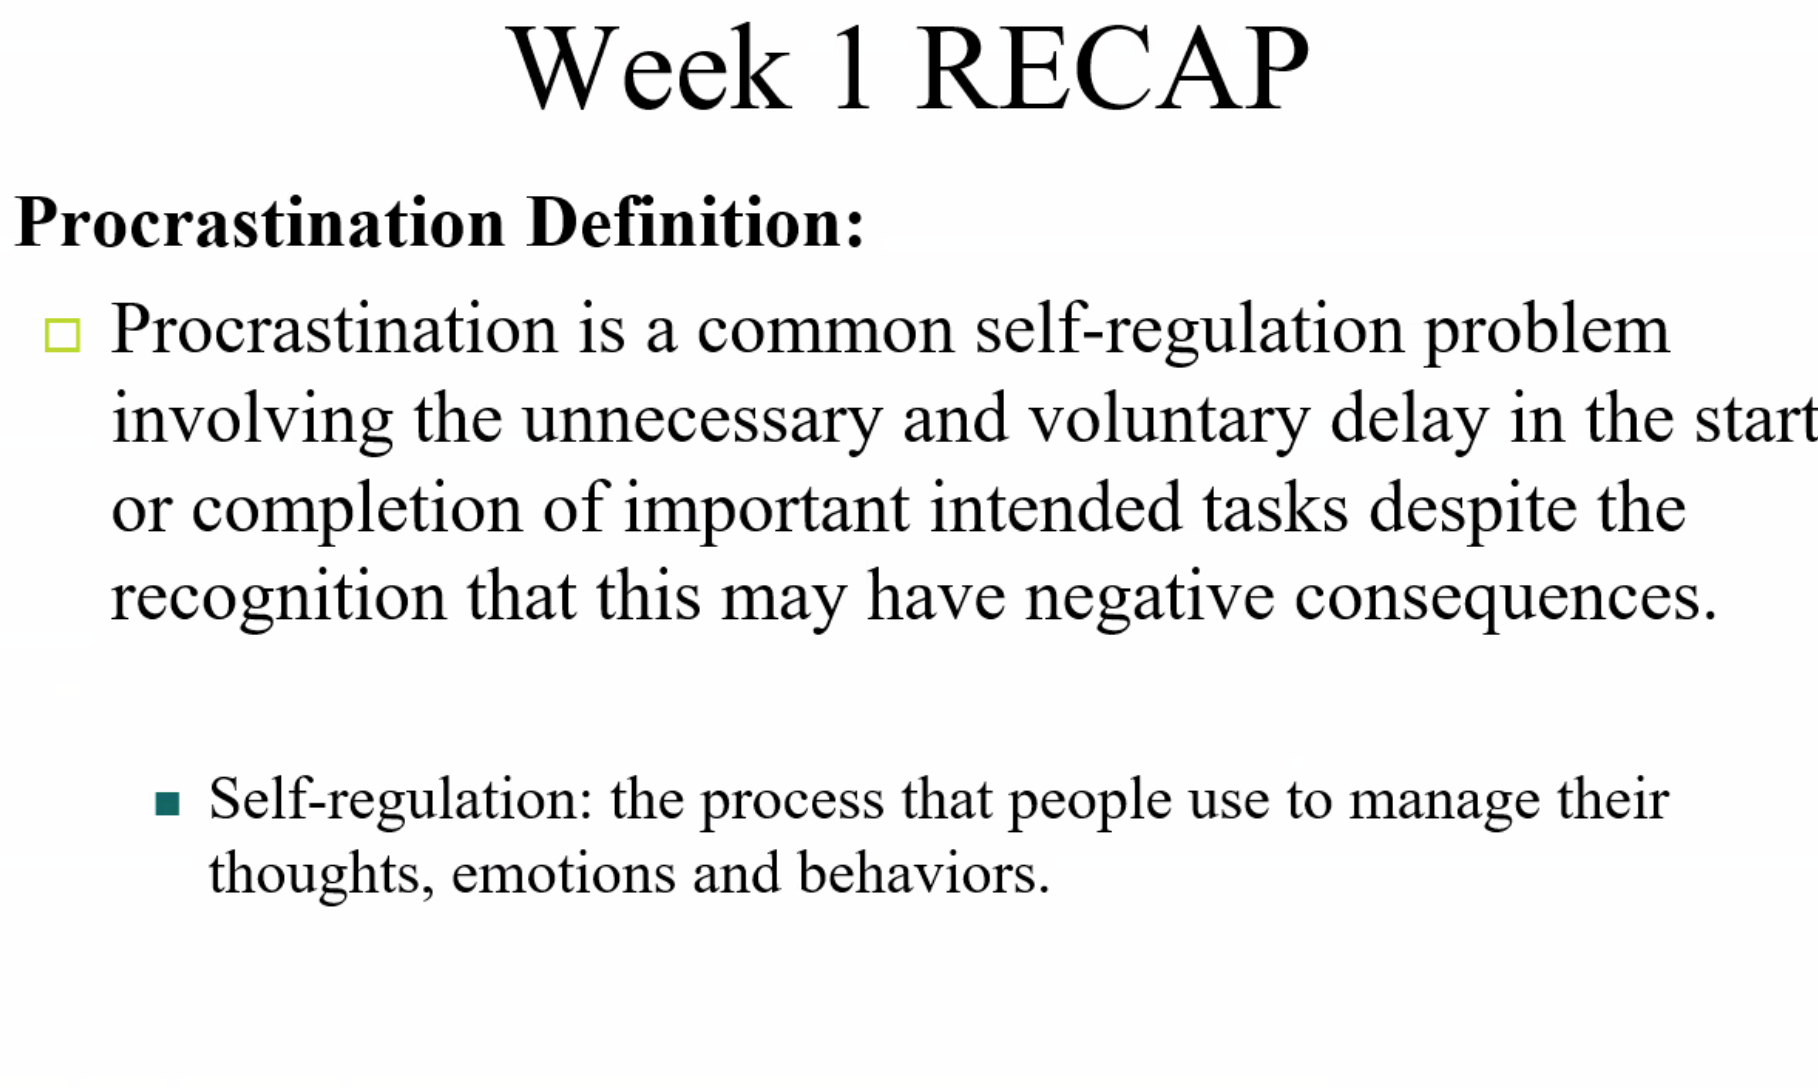 Week 1 RECAP
Procrastination Definition:
Procrastination is a common self-regulation problem
involving the unnecessary and voluntary delay in the start
or completion of important intended tasks despite the
recognition that this may have negative consequences.
Self-regulation: the process that people use to manage their
thoughts, emotions and behaviors.